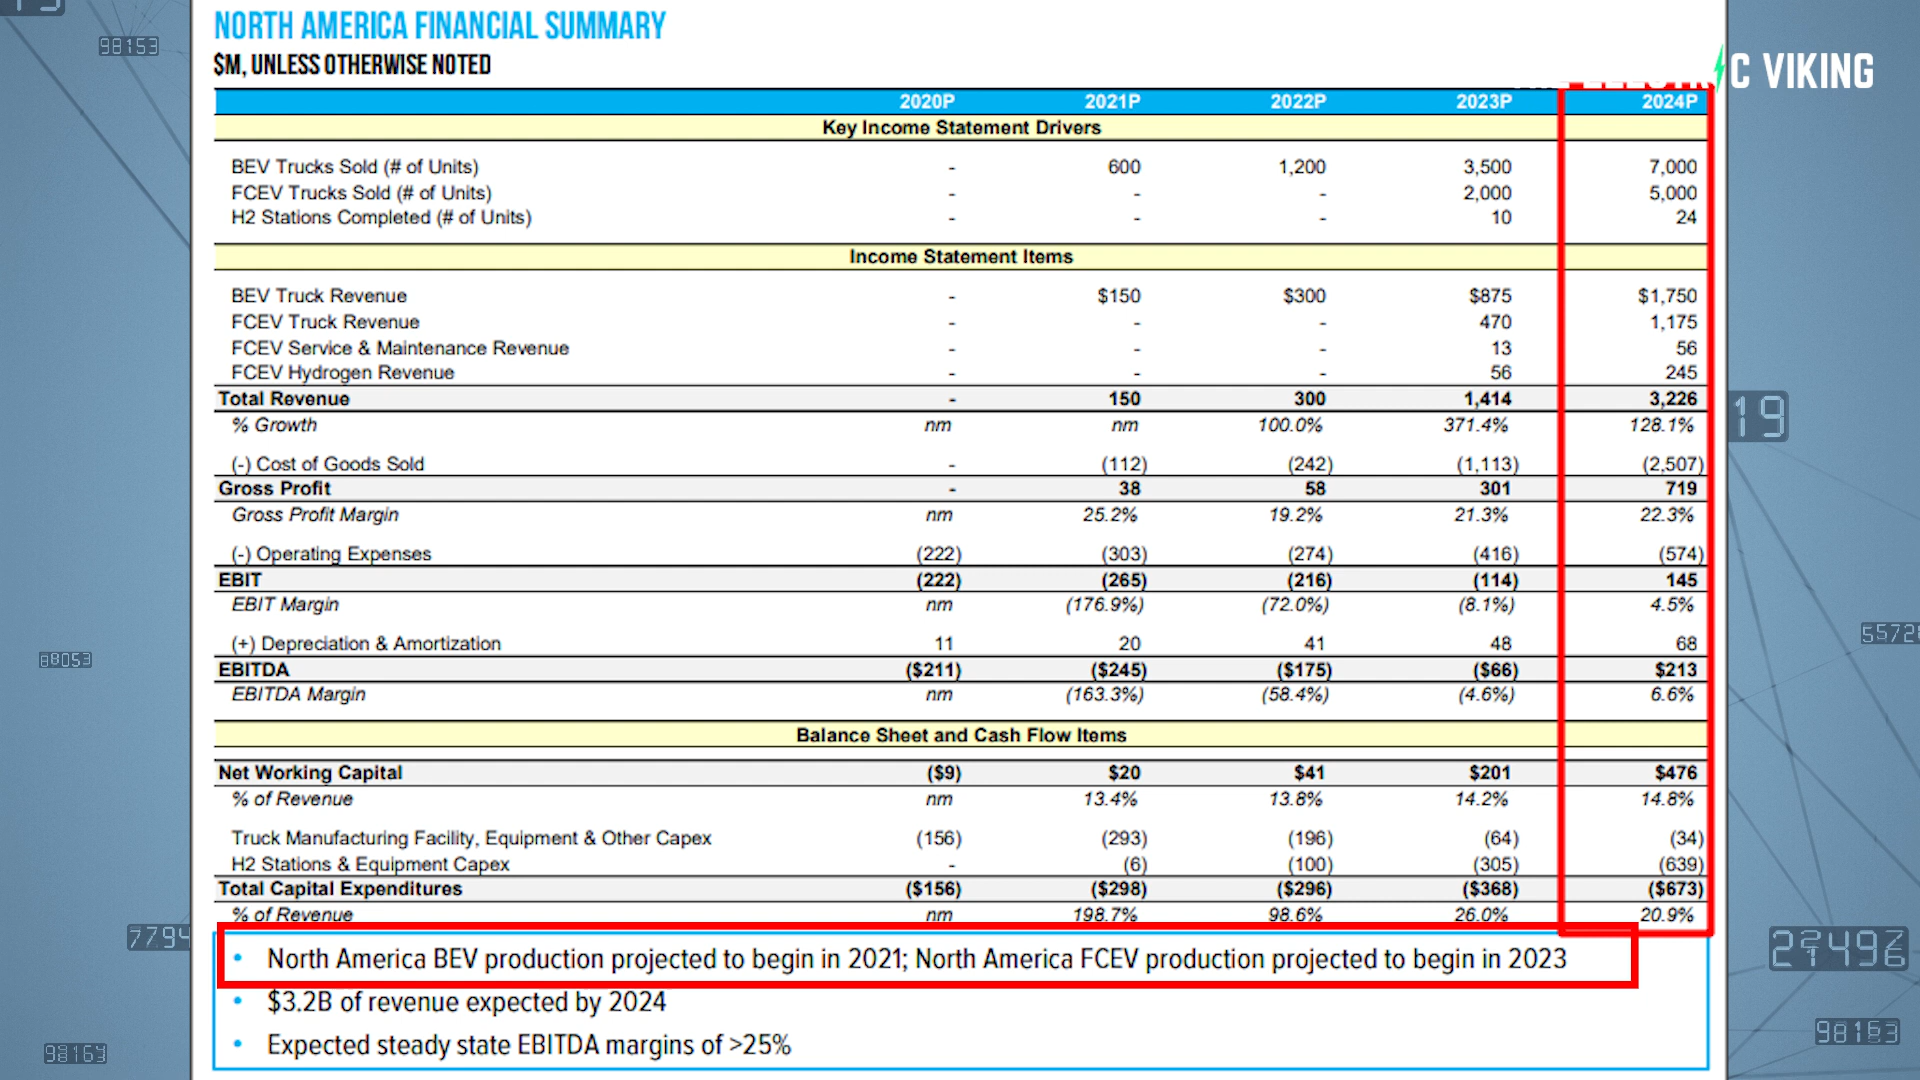 NORTH AMERICA FINANCIAL SUMMARY
$M, UNLESS OTHERWISE NOTED
C VIKING
2020P 2021P 2022P 2023P 2024P
Key Income Statement Drivers
BEV Trucks Sold (# of Units) - 600 1,200 3,500 7,000
FCEV Trucks Sold (# of Units) - - - 2,000 5,000
H2 Stations Completed (# of Units) - - - 10 24
Income Statement Items
BEV Truck Revenue - $150 $300 $875 $1,750
FCEV Truck Revenue - - - 470 1,175
FCEV Service & Maintenance Revenue - - - 13 56
FCEV Hydrogen Revenue - - - 56 245
Total Revenue - 150 300 1,414 3,226
% Growth nm nm 100.0% 371.4% 128.1%
(-) Cost of Goods Sold - (112) (242) (1,113) (2,507)
Gross Profit - 38 58 301 719
Gross Profit Margin nm 25.2% 19.2% 21.3% 22.3%
(-) Operating Expenses (222) (303) (274) (416) (574)
EBIT (222) (265) (216) (114) 145
EBIT Margin nm (176.9%) (72.0%) (8.1%) 4.5%
(+) Depreciation & Amortization 11 20 41 48 68
EBITDA ($211) ($245) ($175) ($66) $213
EBITDA Margin nm (163.3%) (58.4%) (4.6%) 6.6%
Balance Sheet and Cash Flow Items
Net Working Capital ($9) $20 $41 $201 $476
% of Revenue nm 13.4% 13.8% 14.2% 14.8%
Truck Manufacturing Facility, Equipment & Other Capex (156) (293) (196) (64) (34)
H2 Stations & Equipment Capex - (6) (100) (305) (639)
Total Capital Expenditures ($156) ($298) ($296) ($368) ($673)
% of Revenue nm 198.7% 98.6% 26.0% 20.9%
• North America BEV production projected to begin in 2021; North America FCEV production projected to begin in 2023
• $3.2B of revenue expected by 2024
• Expected steady state EBITDA margins of >25%
98153
19
7794
98163